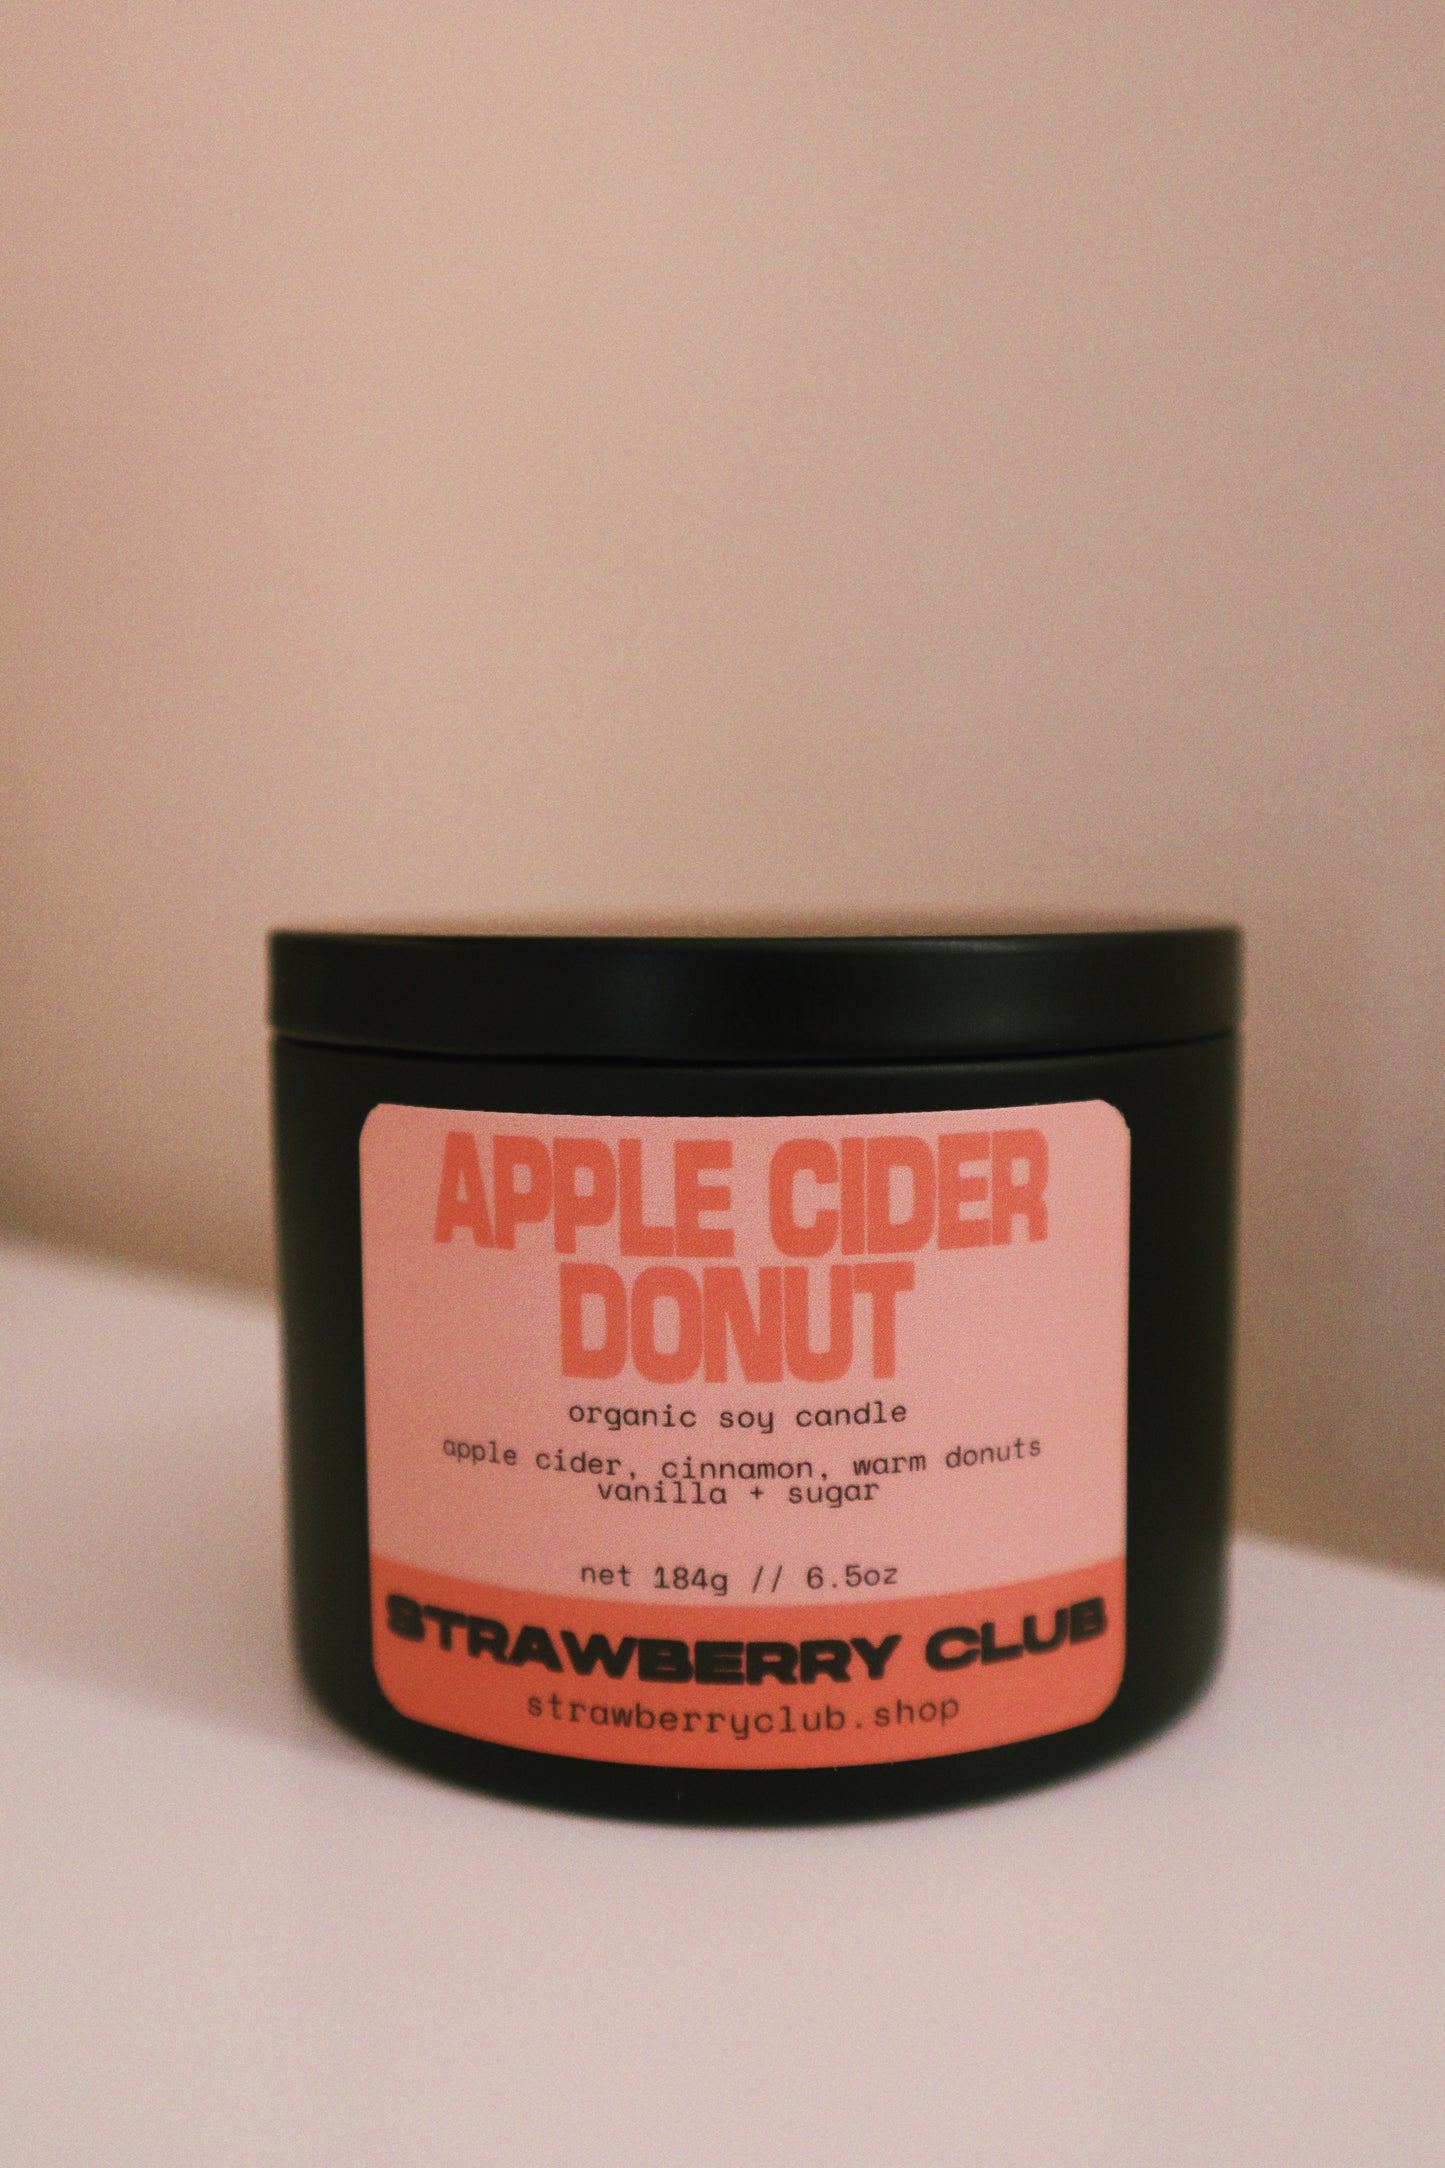 APPLE CIDER
DONUT
organic soy candle
apple cider, cinnamon, warm donuts
vanilla + sugar
net 184g // 6.5oz
STRAWBERRY CLUB
strawberryclub.shop